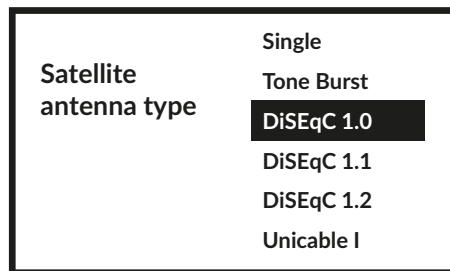 Satellite
antenna type
Single
Tone Burst
DiSEqC 1.0
DiSEqC 1.1
DiSEqC 1.2
Unicable I